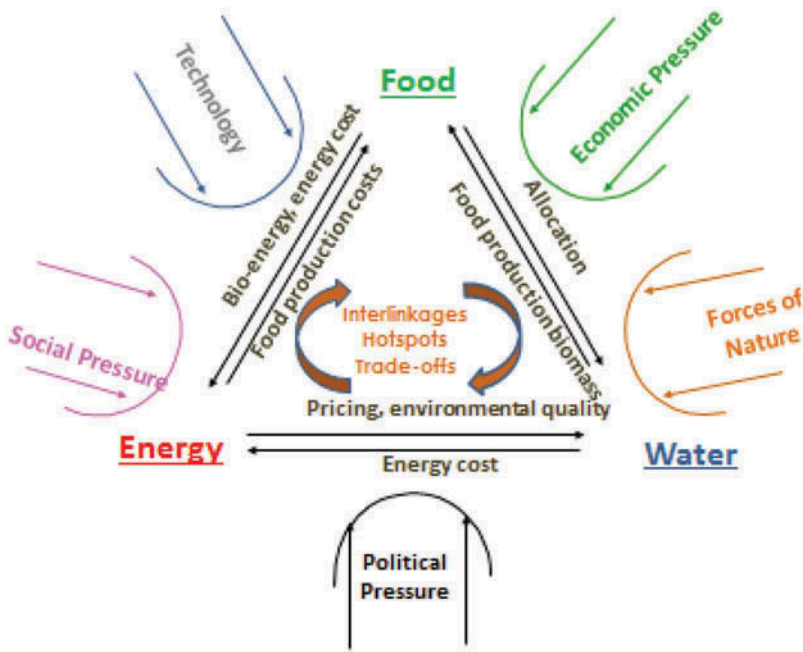 Technology
Food
Economic Pressure
Bio-energy, energy cost
Food production costs
Allocation
Food production biomass
Social Pressure
Interlinkages
Hotspots
Trade-offs
Forces of
Nature
Pricing, environmental quality
Energy
Energy cost
Water
Political
Pressure